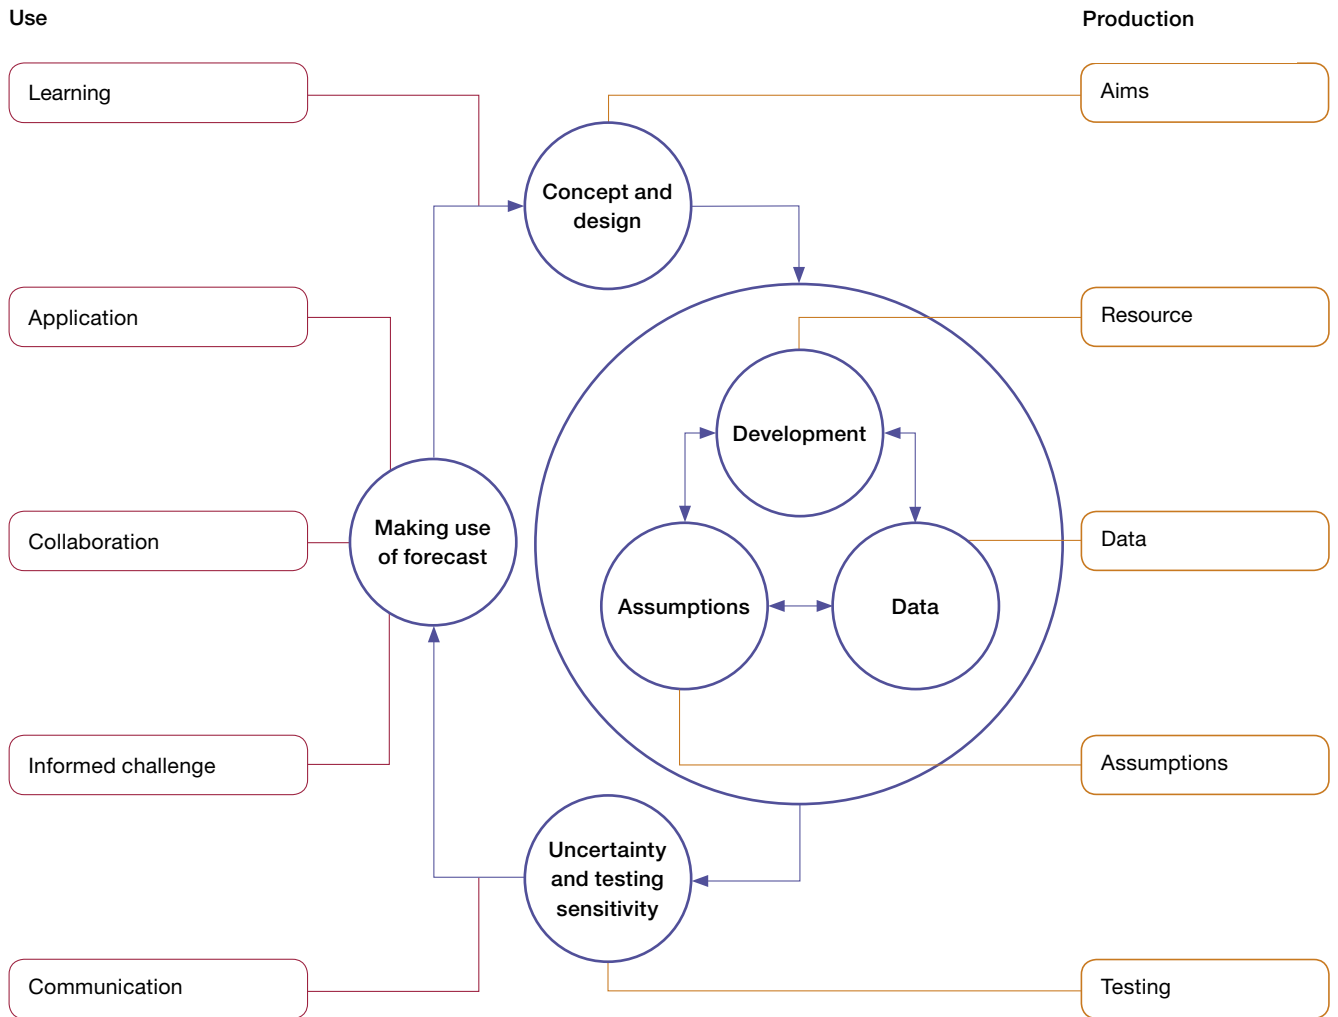 Use
Production
Learning
Aims
Concept and
design
Application
Resource
Development
Making use
of forecast
Collaboration
Data
Assumptions
Data
Informed challenge
Assumptions
Uncertainty
and testing
sensitivity
Communication
Testing